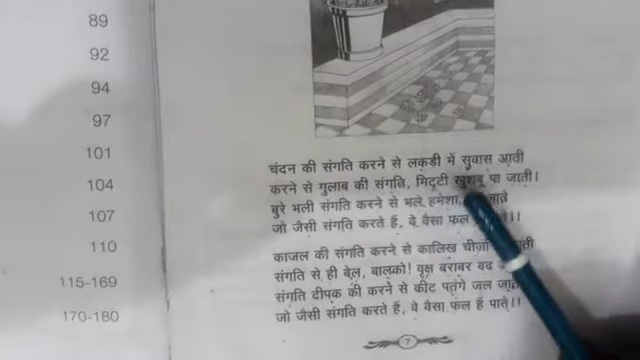 89
92
94
97
101
104
107
110
115-169
170-180
चंदन की संगति करने से लकड़ी में सुवास आती
करने से गुलाब की संगति, मिट्टी खुशबू पा जाती।
बुरे भली संगति करने से भले हमेशा,
जो जैसी संगति करते हैं, वे वैसा फल
काजल की संगति करने से कालिख
संगति से ही बेल, बालको! वृक्ष बराबर बढ
संगति दीपक की करने से कीट पतंगे जल
जो जैसी संगति करते हैं, वे वैसा फल हैं पाते।।
7